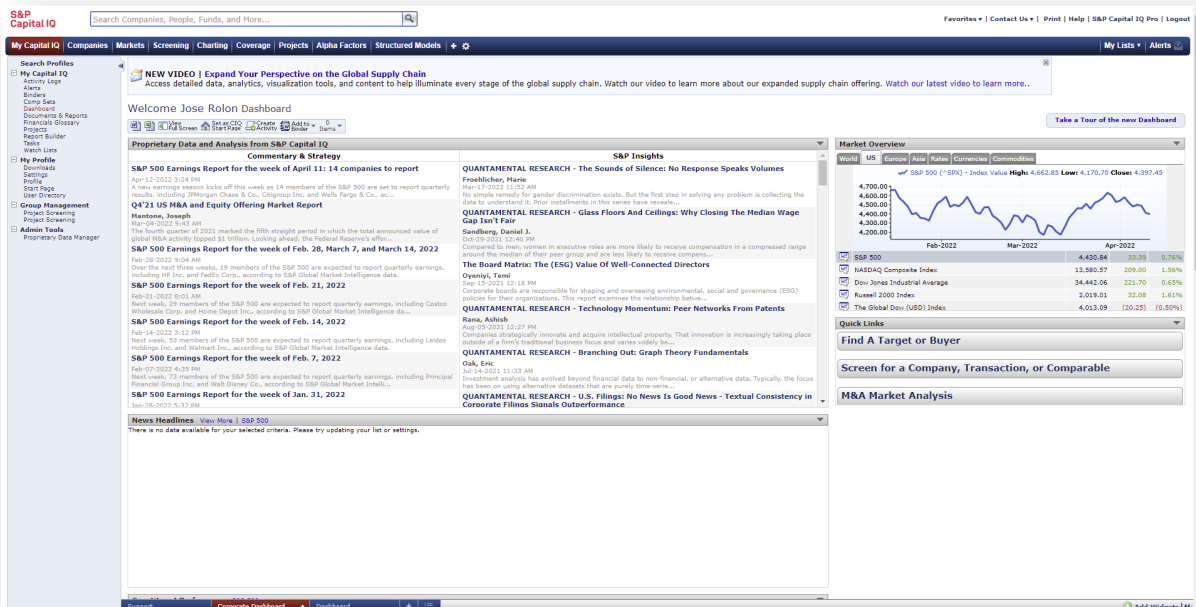 S&P
Capital IQ
Search Companies, People, Funds, and More...
Favorites ▾ | Contact Us ▾ | Print | Help | S&P Capital IQ Pro | Logout
My Capital IQ Companies Markets Screening Charting Coverage Projects Alpha Factors Structured Models
My Lists ▾ Alerts
Search Profiles
My Capital IQ
Activity Logs
Alerts
Binders
Comp Sets
Dashboard
Documents & Reports
Financials Glossary
Projects
Report Builder
Tasks
Watch Lists
My Profile
Downloads
Settings
Profile
Start Page
User Directory
Group Management
Project Screening
Project Screening
Admin Tools
Proprietary Data Manager
NEW VIDEO | Expand Your Perspective on the Global Supply Chain
Access detailed data, analytics, visualization tools, and content to help illuminate every stage of the global supply chain. Watch our video to learn more about our expanded supply chain offering. Watch our latest video to learn more..
Welcome Jose Rolon Dashboard
View Full Screen
Set as CIQ Start Page
Create Activity
Add to Binder
0 Items
Take a Tour of the new Dashboard
Proprietary Data and Analysis from S&P Capital IQ
Commentary & Strategy
S&P 500 Earnings Report for the week of April 11: 14 companies to report
Apr-12-2022 3:24 PM
A new earnings season kicks off this week as 14 members of the S&P 500 are set to report quarterly
results, including JPMorgan Chase & Co., Citigroup Inc. and Wells Fargo & Co., ac...
Q4'21 US M&A and Equity Offering Market Report
Mantone, Joseph
Mar-04-2022 9:43 AM
The fourth quarter of 2021 marked the fifth straight period in which the total announced value of
global M&A activity topped $1 trillion. Looking ahead, the Federal Reserve's effor...
S&P 500 Earnings Report for the week of Feb. 28, March 7, and March 14, 2022
Feb-28-2022 9:04 AM
Over the next three weeks, 19 members of the S&P 500 are expected to report quarterly earnings,
including HP Inc. and FedEx Corp., according to S&P Global Market Intelligence data.
S&P 500 Earnings Report for the week of Feb. 21, 2022
Feb-21-2022 8:01 AM
Next week, 29 members of the S&P 500 are expected to report quarterly earnings, including Costco
Wholesale Corp. and Home Depot Inc., according to S&P Global Market Intelligence da...
S&P 500 Earnings Report for the week of Feb. 14, 2022
Feb-14-2022 3:12 PM
Next week, 53 members of the S&P 500 are expected to report quarterly earnings, including Leidos
Holdings Inc. and Walmart Inc., according to S&P Global Market Intelligence data.
S&P 500 Earnings Report for the week of Feb. 7, 2022
Feb-07-2022 4:35 PM
Next week, 73 members of the S&P 500 are expected to report quarterly earnings, including Principal
Financial Group Inc. and Walt Disney Co., according to S&P Global Market Intelli...
S&P 500 Earnings Report for the week of Jan. 31, 2022
Jan-28-2022 5:32 PM
S&P Insights
QUANTAMENTAL RESEARCH - The Sounds of Silence: No Response Speaks Volumes
Froehlicher, Marie
Mar-17-2022 11:52 AM
No simple remedy for gender discrimination exists. But the first step in solving any problem is collecting the
data to understand it. Prior installments in this series have reveale...
QUANTAMENTAL RESEARCH - Glass Floors And Ceilings: Why Closing The Median Wage
Gap Isn't Fair
Sandberg, Daniel J.
Oct-29-2021 12:40 PM
Compared to men, women in executive roles are more likely to receive compensation in a compressed range
around the median of their peer group and are less likely to receive compens...
The Board Matrix: The (ESG) Value Of Well-Connected Directors
Oyeniyi, Temi
Sep-15-2021 12:18 PM
Corporate boards are responsible for shaping and overseeing environmental, social and governance (ESG)
policies for their organizations. This report examines the relationship betwe...
QUANTAMENTAL RESEARCH - Technology Momentum: Peer Networks From Patents
Rana, Ashish
Aug-05-2021 12:27 PM
Companies strategically innovate and acquire intellectual property. That innovation is increasingly taking place
outside of a firm's traditional business focus and varies widely be...
QUANTAMENTAL RESEARCH - Branching Out: Graph Theory Fundamentals
Oak, Eric
Jul-14-2021 11:33 AM
Investment analysis has evolved beyond financial data to non-financial, or alternative data. Typically, the focus
has been on using alternative datasets that are purely time-serie...
QUANTAMENTAL RESEARCH - U.S. Filings: No News Is Good News - Textual Consistency in
Corporate Filings Signals Outperformance
News Headlines View More | S&P 500
There is no data available for your selected criteria. Please try updating your list or settings.
Market Overview
World US Europe Asia Rates Currencies Commodities
S&P 500 (^SPX) - Index Value High: 4,662.85 Low: 4,170.70 Close: 4,397.45
4,700.00
4,600.00
4,500.00
4,400.00
4,300.00
4,200.00
Feb-2022 Mar-2022 Apr-2022
S&P 500 4,430.84 33.39 0.76%
NASDAQ Composite Index 13,580.57 209.00 1.56%
Dow Jones Industrial Average 34,442.06 221.70 0.65%
Russell 2000 Index 2,019.01 32.08 1.61%
The Global Dow (USD) Index 4,013.09 (20.25) (0.50%)
Quick Links
Find A Target or Buyer
Screen for a Company, Transaction, or Comparable
M&A Market Analysis
Support Corporate Dashboard Dashboard
Add Widgets